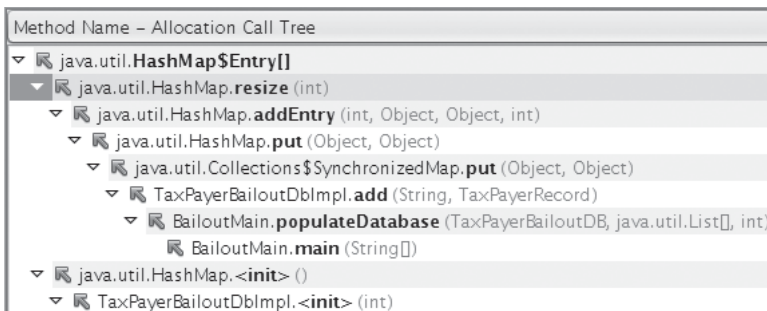 Method Name – Allocation Call Tree
java.util.HashMap$Entry[]
java.util.HashMap.resize (int)
java.util.HashMap.addEntry (int, Object, Object, int)
java.util.HashMap.put (Object, Object)
java.util.Collections$SynchronizedMap.put (Object, Object)
TaxPayerBailoutDbImpl.add (String, TaxPayerRecord)
BailoutMain.populateDatabase (TaxPayerBailoutDB, java.util.List[], int)
BailoutMain.main (String[])
java.util.HashMap.<init> ()
TaxPayerBailoutDbImpl.<init> (int)